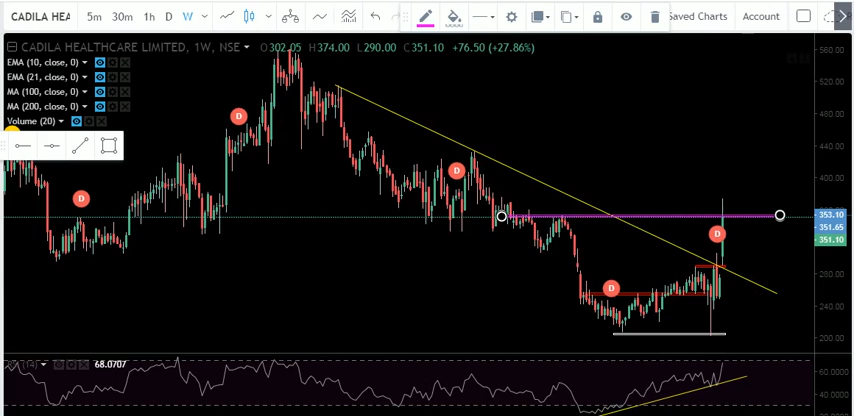 CADILA HEA 5m 30m 1h D W Saved Charts Account
CADILA HEALTHCARE LIMITED, 1W, NSE O302.05 H374.00 L290.00 C351.10 +76.50 (+27.86%)
EMA (10, close, 0)
EMA (21, close, 0)
MA (100, close, 0)
MA (200, close, 0)
Volume (20)
D
D
D
D
D
560.00
520.00
480.00
440.00
400.00
353.10
351.65
351.10
280.00
240.00
200.00
(14) 68.0707
60.0000
40.0000